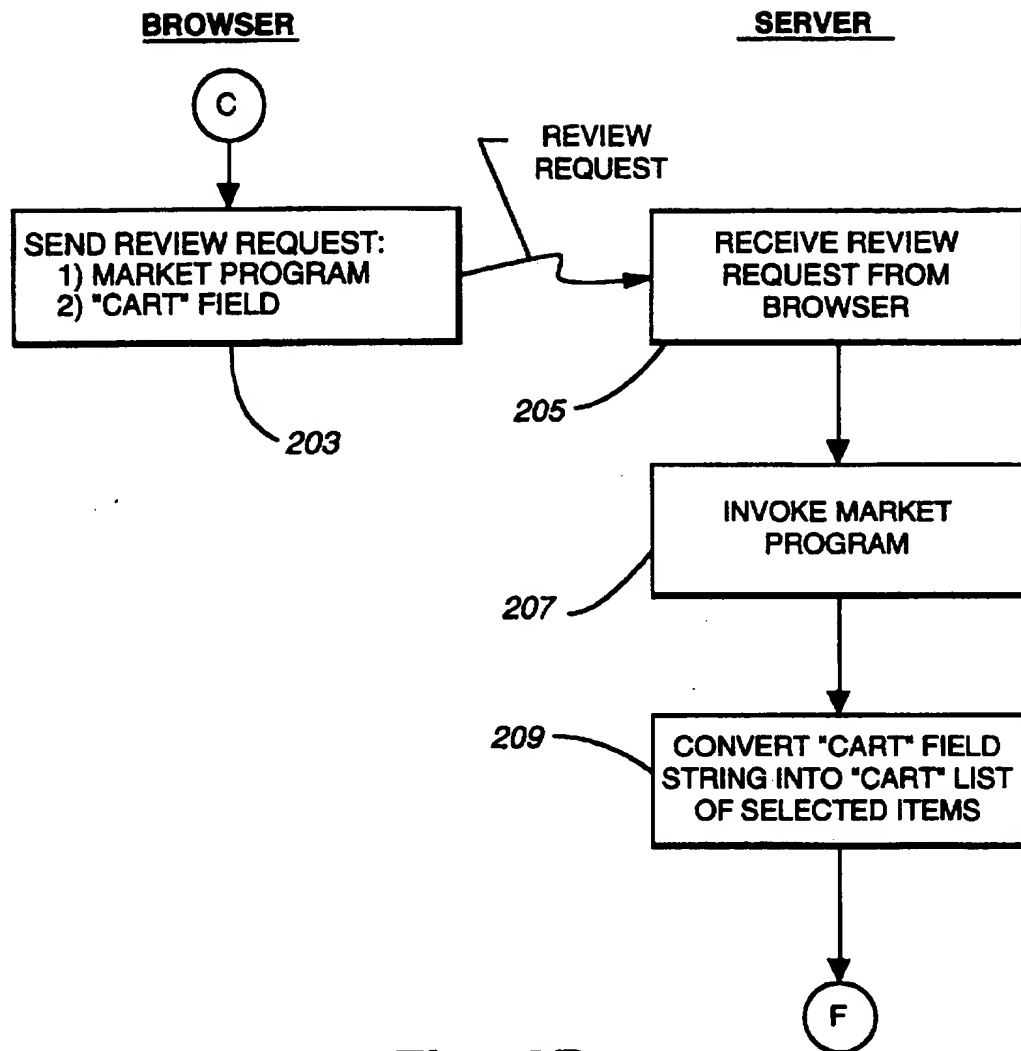 BROWSER
SERVER
C
REVIEW
REQUEST
SEND REVIEW REQUEST:
1) MARKET PROGRAM
2) "CART" FIELD
RECEIVE REVIEW
REQUEST FROM
BROWSER
203
205
INVOKE MARKET
PROGRAM
207
209
CONVERT "CART" FIELD
STRING INTO "CART" LIST
OF SELECTED ITEMS
F